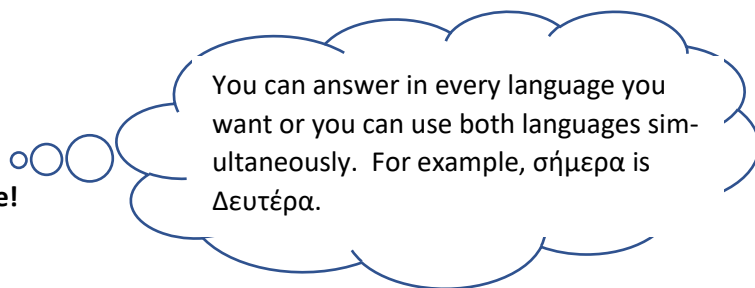 You can answer in every language you
want or you can use both languages sim-
ultaneously. For example, σήμερα is
Δευτέρα.
e!